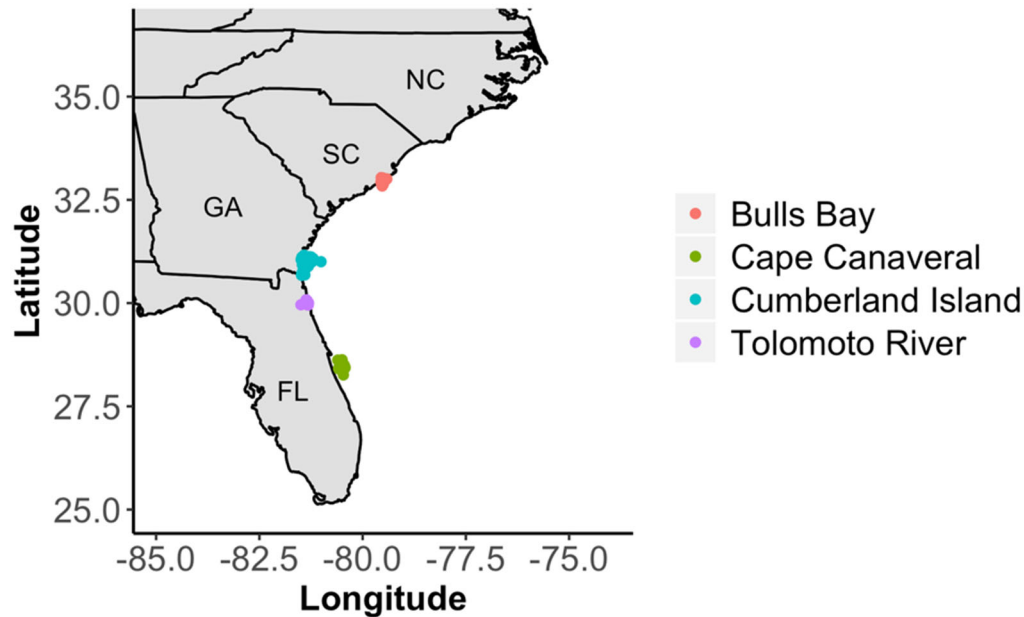 NC
35.0
SC
32.5
GA
Bulls Bay
Cape Canaveral
Cumberland Island
Tolomoto River
Latitude
30.0
FL
27.5
25.0
-85.0 -82.5 -80.0 -77.5 -75.0
Longitude